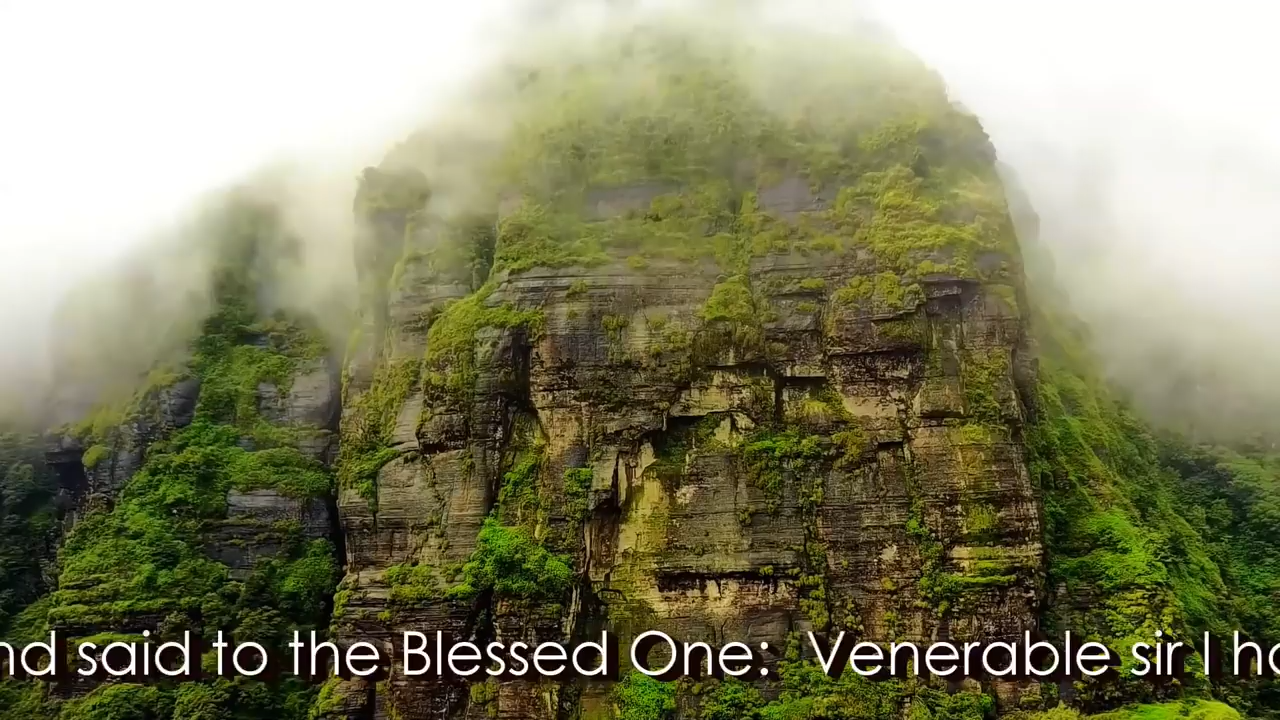 nd said to the Blessed One: Venerable sir I ha